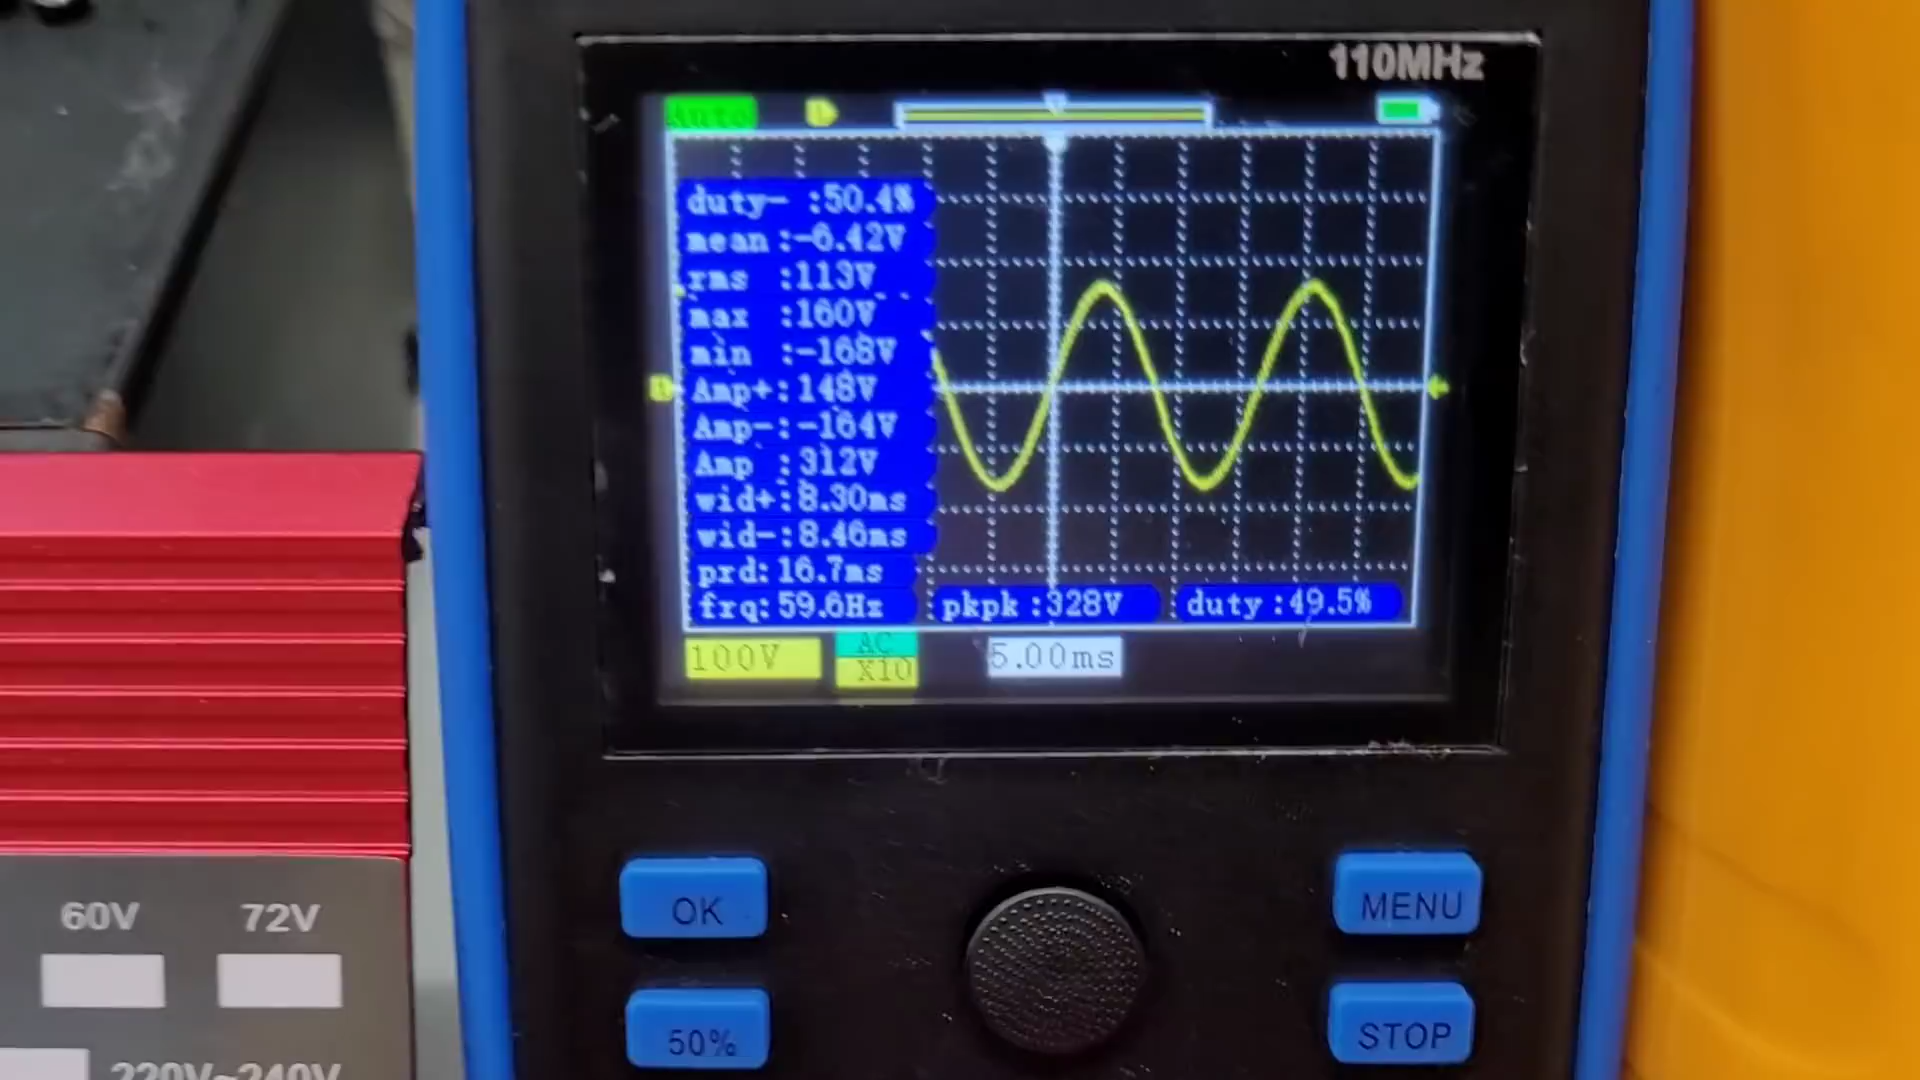 110MHz
Auto
1
duty- :50.4%
mean:-6.42V
rms :113V
max :160V
min :-168V
Amp+:148V
Amp-:-164V
Amp :312V
wid+:8.30ms
wid-:8.46ms
prd:16.7ms
frq:59.6Hz
pkpk:328V
duty:49.5%
100V
AC
X10
5.00ms
OK
MENU
60V
72V
50%
STOP
220V~240V